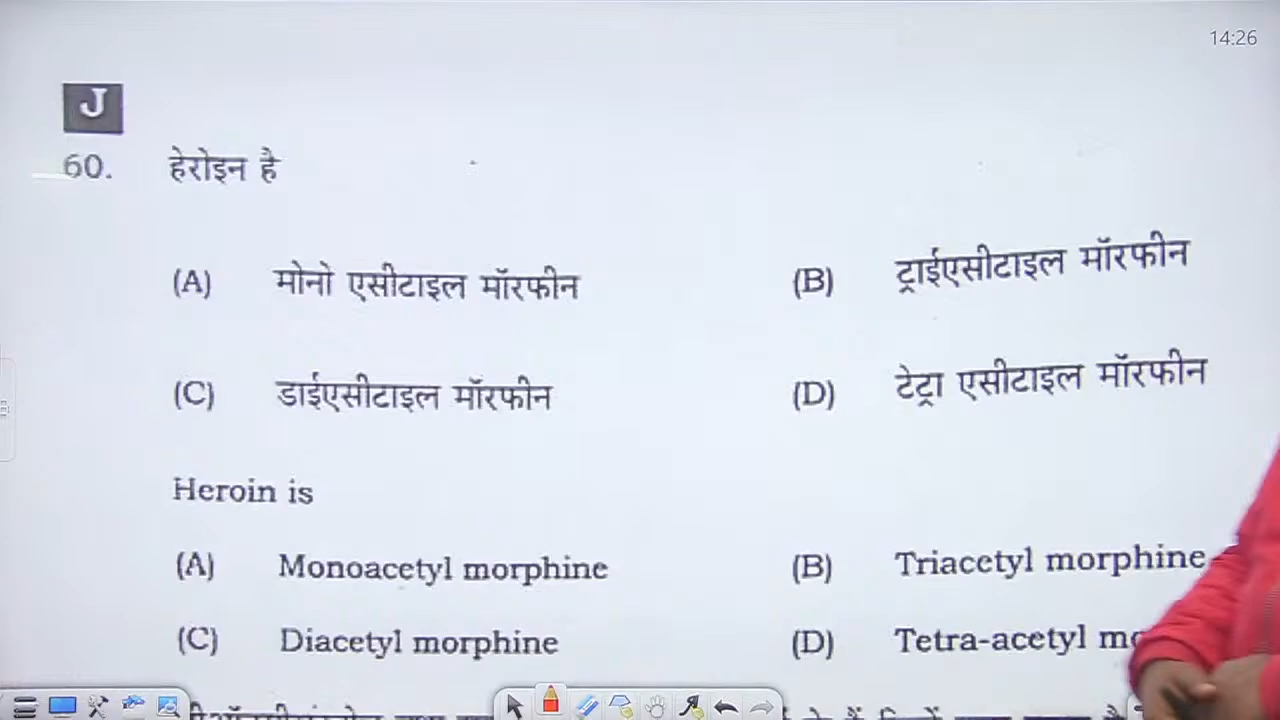 14:26
J
60. हेरोइन है
(A) मोनो एसीटाइल मॉरफीन (B) ट्राईएसीटाइल मॉरफीन
(C) डाईएसीटाइल मॉरफीन (D) टेट्रा एसीटाइल मॉरफीन
Heroin is
(A) Monoacetyl morphine (B) Triacetyl morphine
(C) Diacetyl morphine (D) Tetra-acetyl